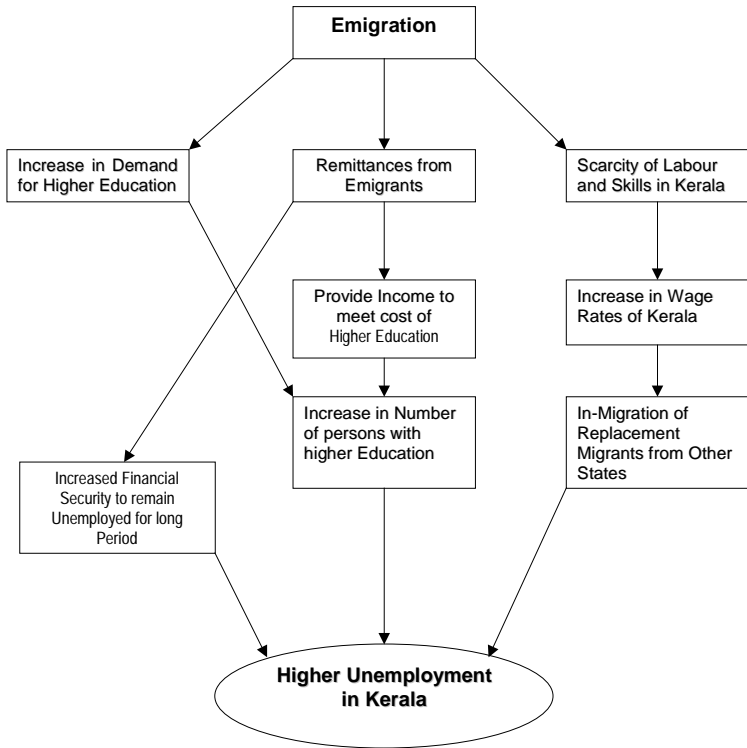 Emigration
Increase in Demand
for Higher Education
Remittances from
Emigrants
Scarcity of Labour
and Skills in Kerala
Provide Income to
meet cost of
Higher Education
Increase in Wage
Rates of Kerala
Increase in Number
of persons with
higher Education
In-Migration of
Replacement
Migrants from Other
States
Increased Financial
Security to remain
Unemployed for long
Period
Higher Unemployment
in Kerala